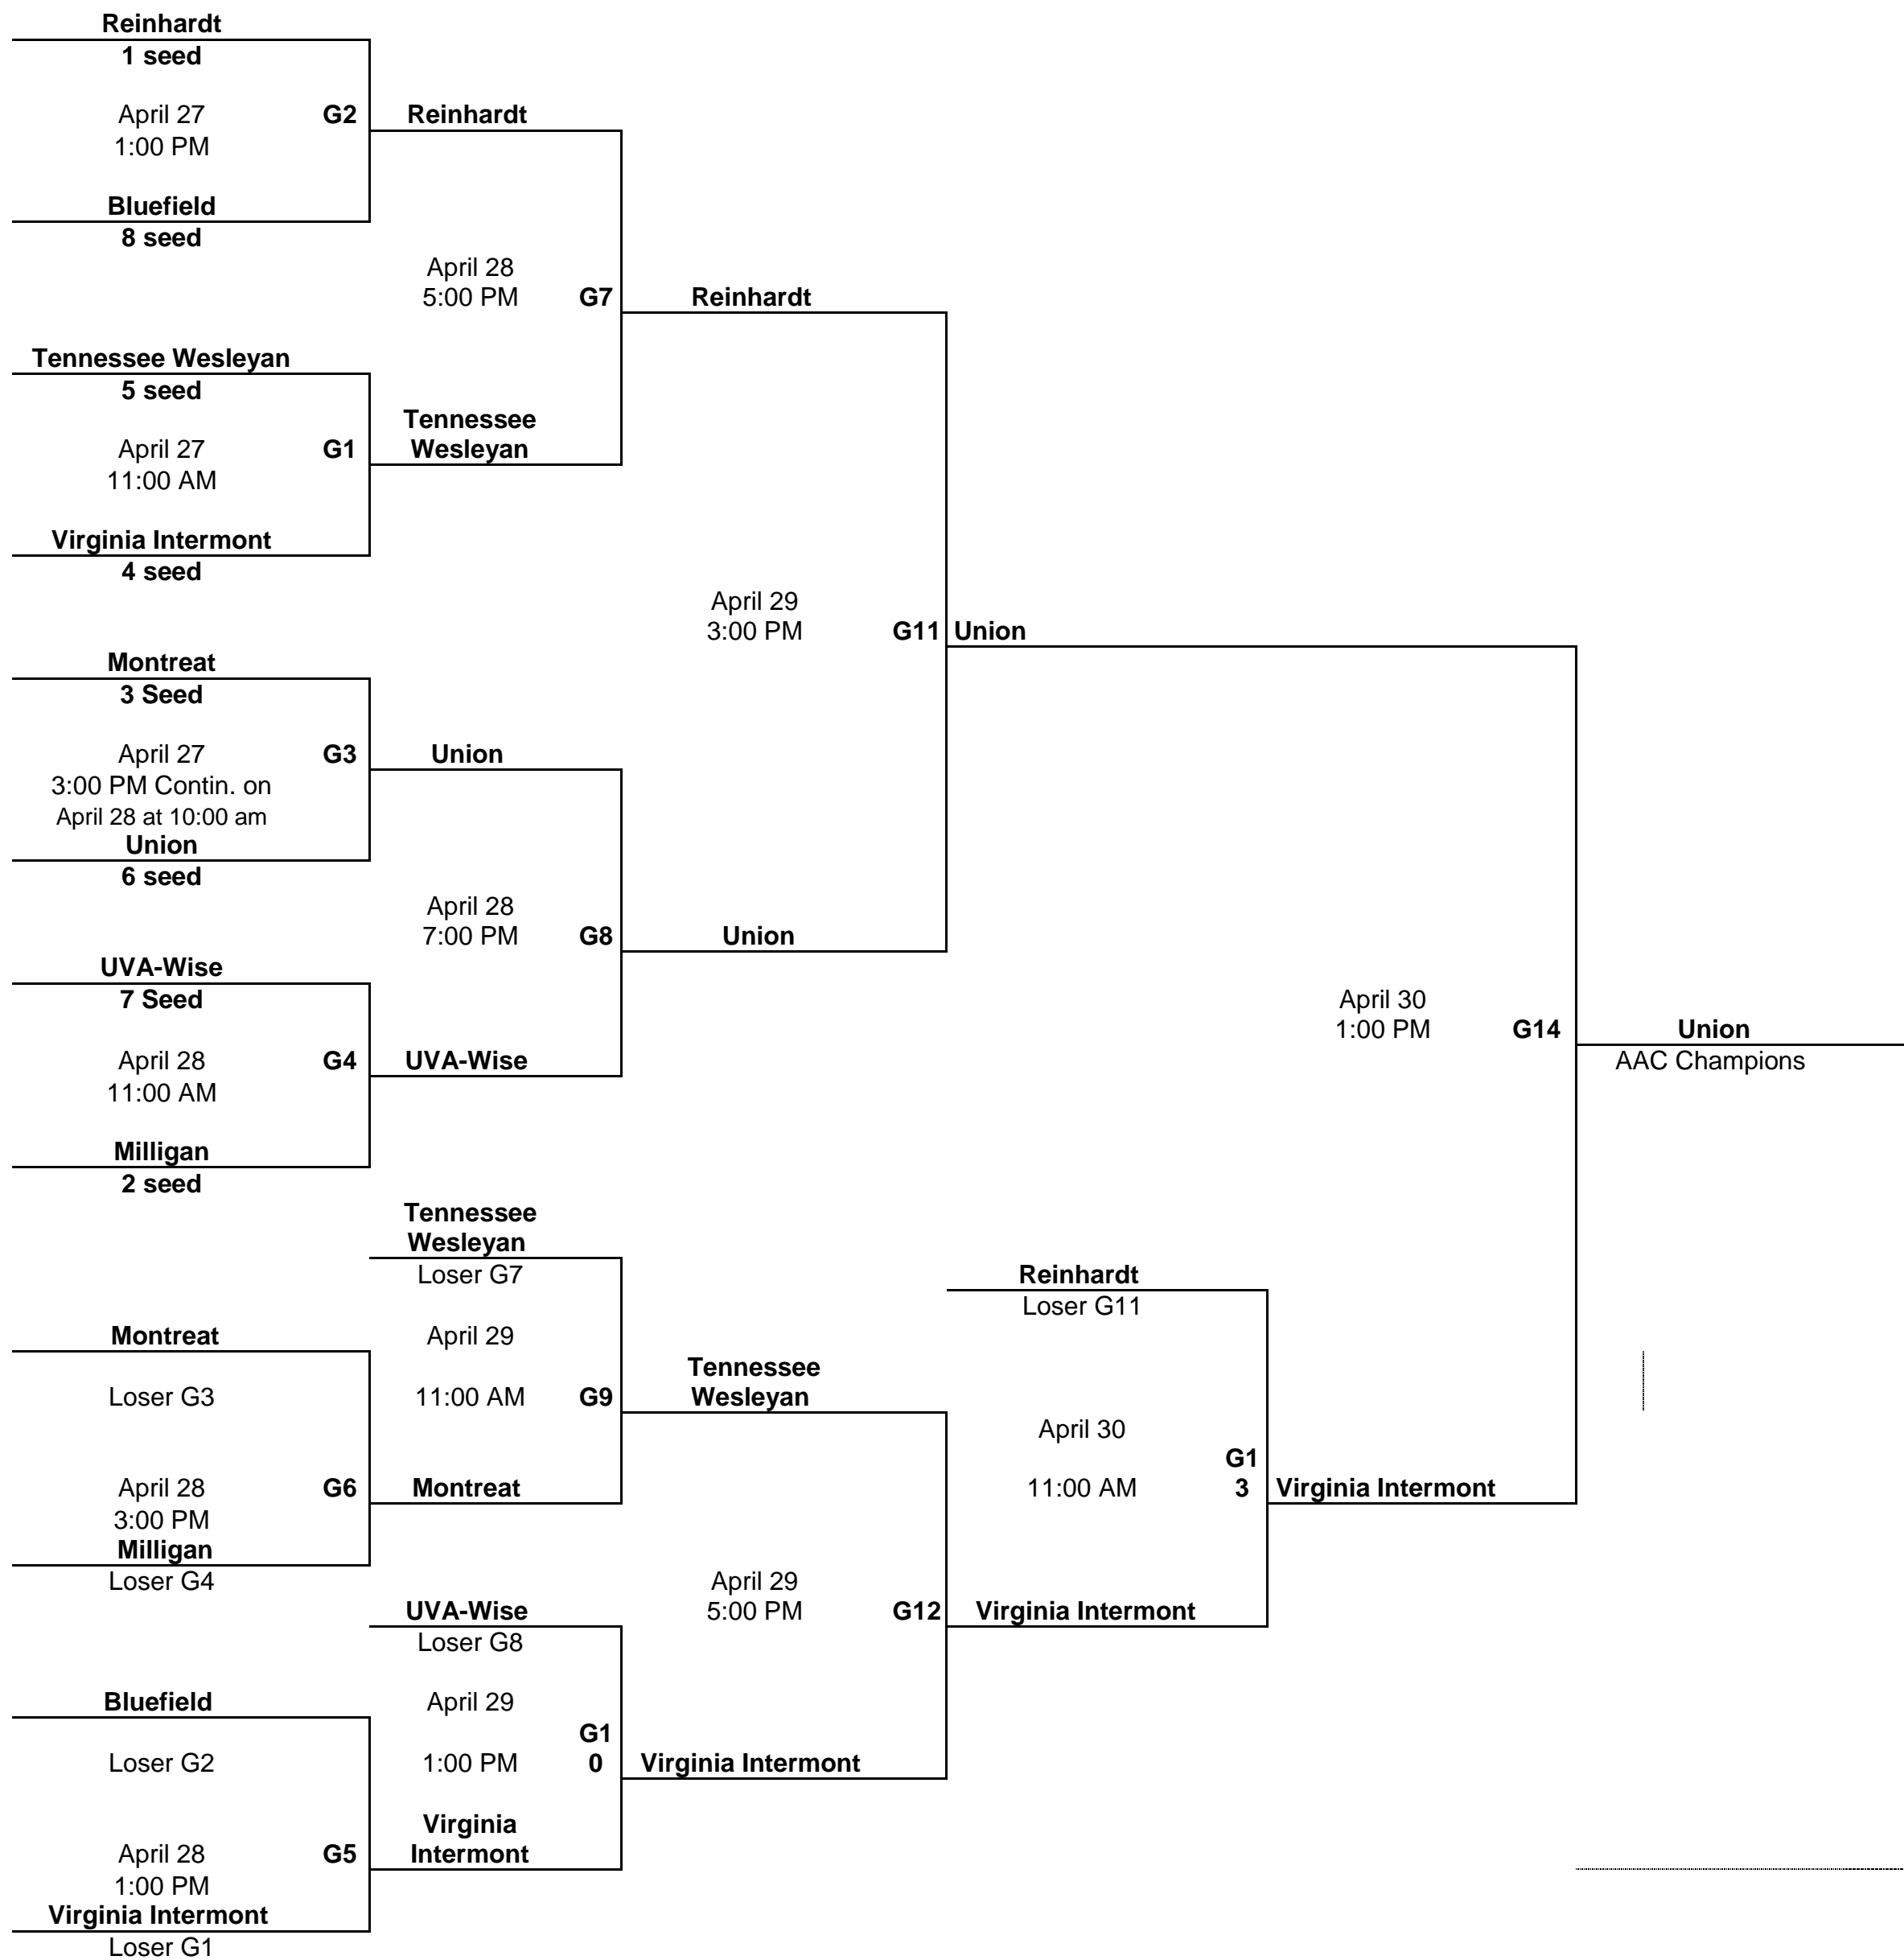 Reinhardt
1 seed
April 27 G2 Reinhardt
1:00 PM
Bluefield
8 seed
April 28
5:00 PM G7 Reinhardt
Tennessee Wesleyan
5 seed
Tennessee
April 27 G1 Wesleyan
11:00 AM
Virginia Intermont
4 seed
April 29
3:00 PM G11 Union
Montreat
3 Seed
April 27 G3 Union
3:00 PM Contin. on
April 28 at 10:00 am
Union
6 seed
April 28
7:00 PM G8 Union
UVA-Wise
7 Seed
April 30
1:00 PM G14 Union
April 28 G4 UVA-Wise
AAC Champions
11:00 AM
Milligan
2 seed
Tennessee
Wesleyan
Loser G7
Reinhardt
Loser G11
Montreat April 29
Tennessee
Loser G3 11:00 AM G9 Wesleyan
April 30
G1
April 28 G6 Montreat 11:00 AM 3 Virginia Intermont
3:00 PM
Milligan
Loser G4 April 29
UVA-Wise 5:00 PM G12 Virginia Intermont
Loser G8
Bluefield April 29
G1
Loser G2 1:00 PM 0 Virginia Intermont
Virginia
April 28 G5 Intermont
1:00 PM
Virginia Intermont
Loser G1